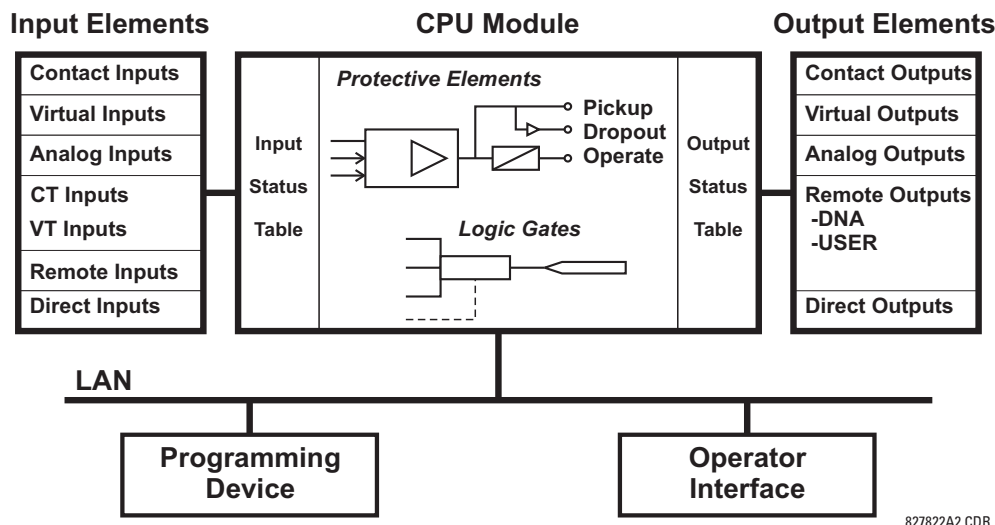 Input Elements
CPU Module
Output Elements
Contact Inputs
Virtual Inputs
Analog Inputs
CT Inputs
VT Inputs
Remote Inputs
Direct Inputs
Input
Status
Table
Protective Elements
Pickup
Dropout
Operate
Logic Gates
Output
Status
Table
Contact Outputs
Virtual Outputs
Analog Outputs
Remote Outputs
-DNA
-USER
Direct Outputs
LAN
Programming
Device
Operator
Interface
827822A2.CDR